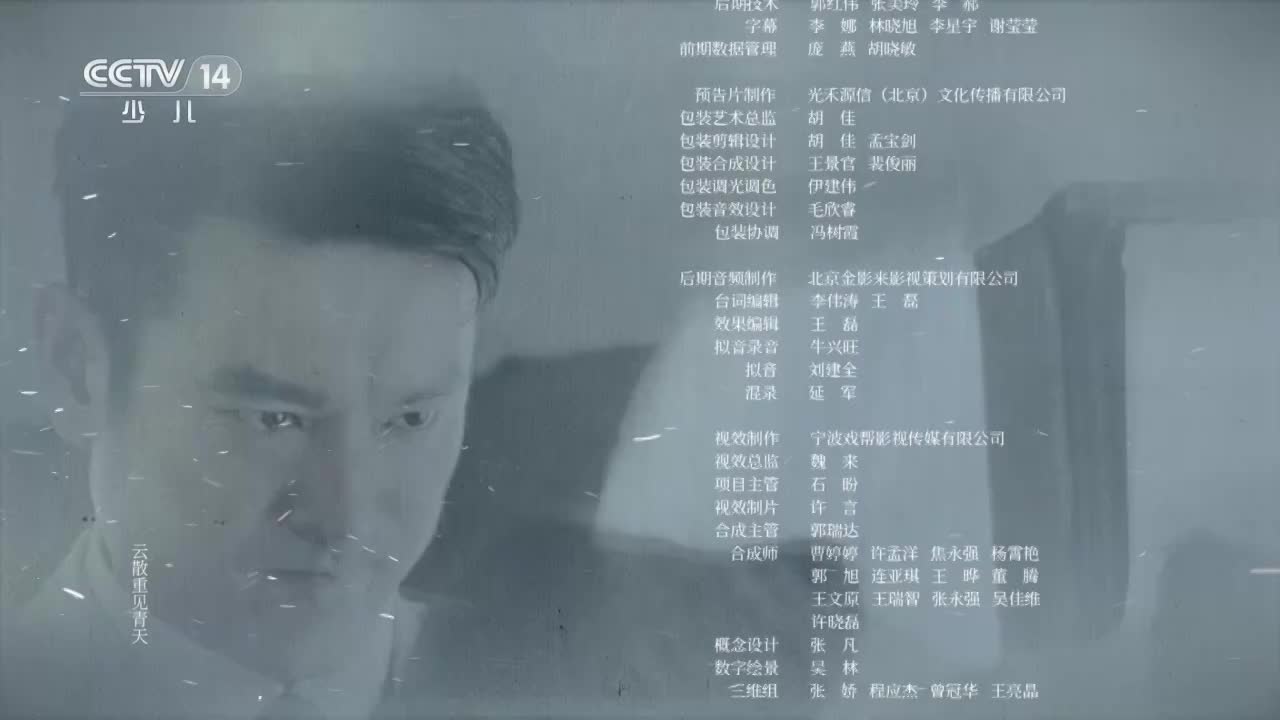 CCTV 14
少儿
后期技术 郭红伟 张美玲 李 郝
字幕 李 娜 林晓旭 李星宇 谢莹莹
前期数据管理 庞 燕 胡晓敏
预告片制作 光禾源信（北京）文化传播有限公司
包装艺术总监 胡 佳
包装剪辑设计 胡 佳 孟宝剑
包装合成设计 王景官 裴俊丽
包装调光调色 伊建伟
包装音效设计 毛欣睿
包装协调 冯树霞
后期音频制作 北京金影来影视策划有限公司
台词编辑 李伟涛 王 磊
效果编辑 王 磊
拟音录音 牛兴旺
拟音 刘建全
混录 延 军
视效制作 宁波戏帮影视传媒有限公司
视效总监 魏 来
项目主管 石 盼
视效制片 许 言
合成主管 郭瑞达
合成师 曹婷婷 许孟洋 焦永强 杨霄艳
郭 旭 连亚琪 王 晔 董 腾
王文原 王瑞智 张永强 吴佳维
许晓磊
概念设计 张 凡
数字绘景 吴 林
三维组 张 娇 程应杰 曾冠华 王亮晶
云散重见青天